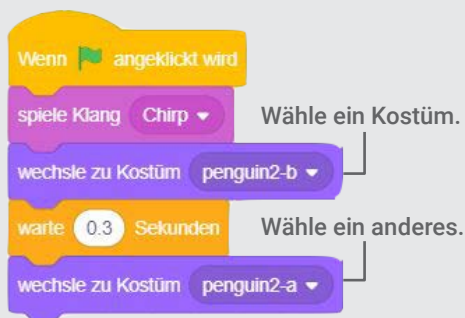 Wenn angeklickt wird
spiele Klang Chirp
Wähle ein Kostüm.
wechsle zu Kostüm penguin2-b
warte 0.3 Sekunden
Wähle ein anderes.
wechsle zu Kostüm penguin2-a